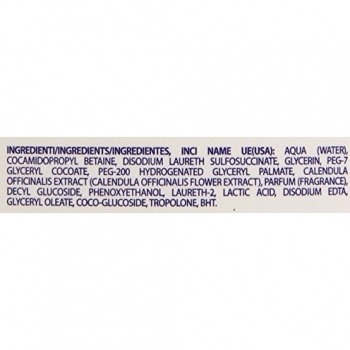 INGREDIENTI/INGREDIENTS/INGREDIENTES, INCI NAME UE(USA): AQUA (WATER),
COCAMIDOPROPYL BETAINE, DISODIUM LAURETH SULFOSUCCINATE, GLYCERIN, PEG-7
GLYCERYL COCOATE, PEG-200 HYDROGENATED GLYCERYL PALMATE, CALENDULA
OFFICINALIS EXTRACT (CALENDULA OFFICINALIS FLOWER EXTRACT), PARFUM (FRAGRANCE),
DECYL GLUCOSIDE, PHENOXYETHANOL, LAURETH-2, LACTIC ACID, DISODIUM EDTA,
GLYCERYL OLEATE, COCO-GLUCOSIDE, TROPOLONE, BHT.